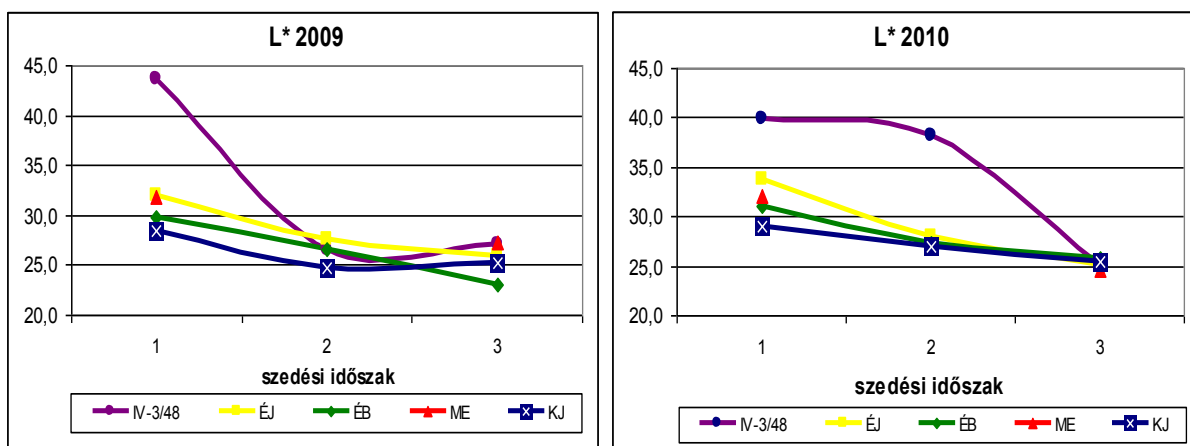 L* 2009
45,0
40,0
35,0
30,0
25,0
20,0
1 2 3
szedési időszak
IV-3/48 ÉJ ÉB ME KJ
L* 2010
45,0
40,0
35,0
30,0
25,0
20,0
1 2 3
szedési időszak
IV-3/48 ÉJ ÉB ME KJ